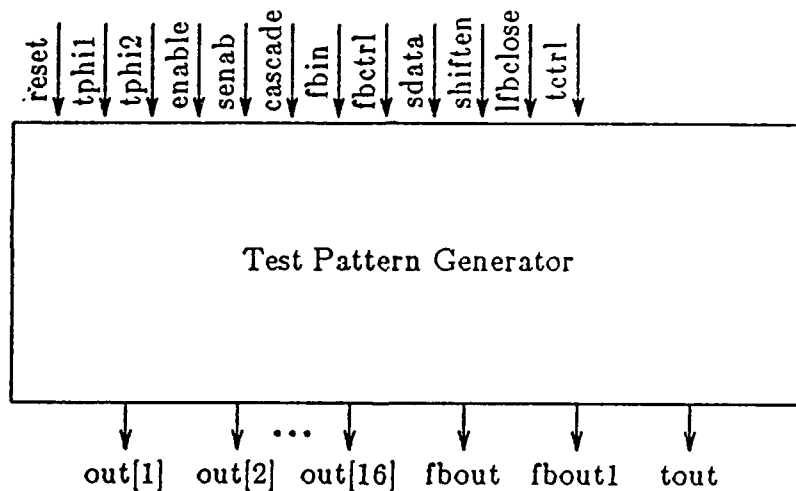 reset
tphi1
tphi2
enable
senab
cascade
fbin
fbctrl
sdata
shiften
lfbclose
tctrl
Test Pattern Generator
out[1] out[2] ••• out[16] fbout fbout1 tout